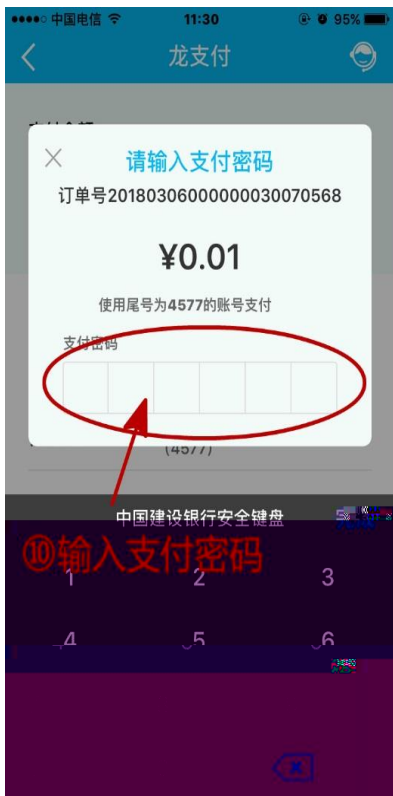 中国电信 11:30 95%
龙支付
请输入支付密码
订单号20180306000000030070568
¥0.01
使用尾号为4577的账号支付
支付密码
(4577)
中国建设银行安全键盘
⑩输入支付密码
1 2 3
4 5 6